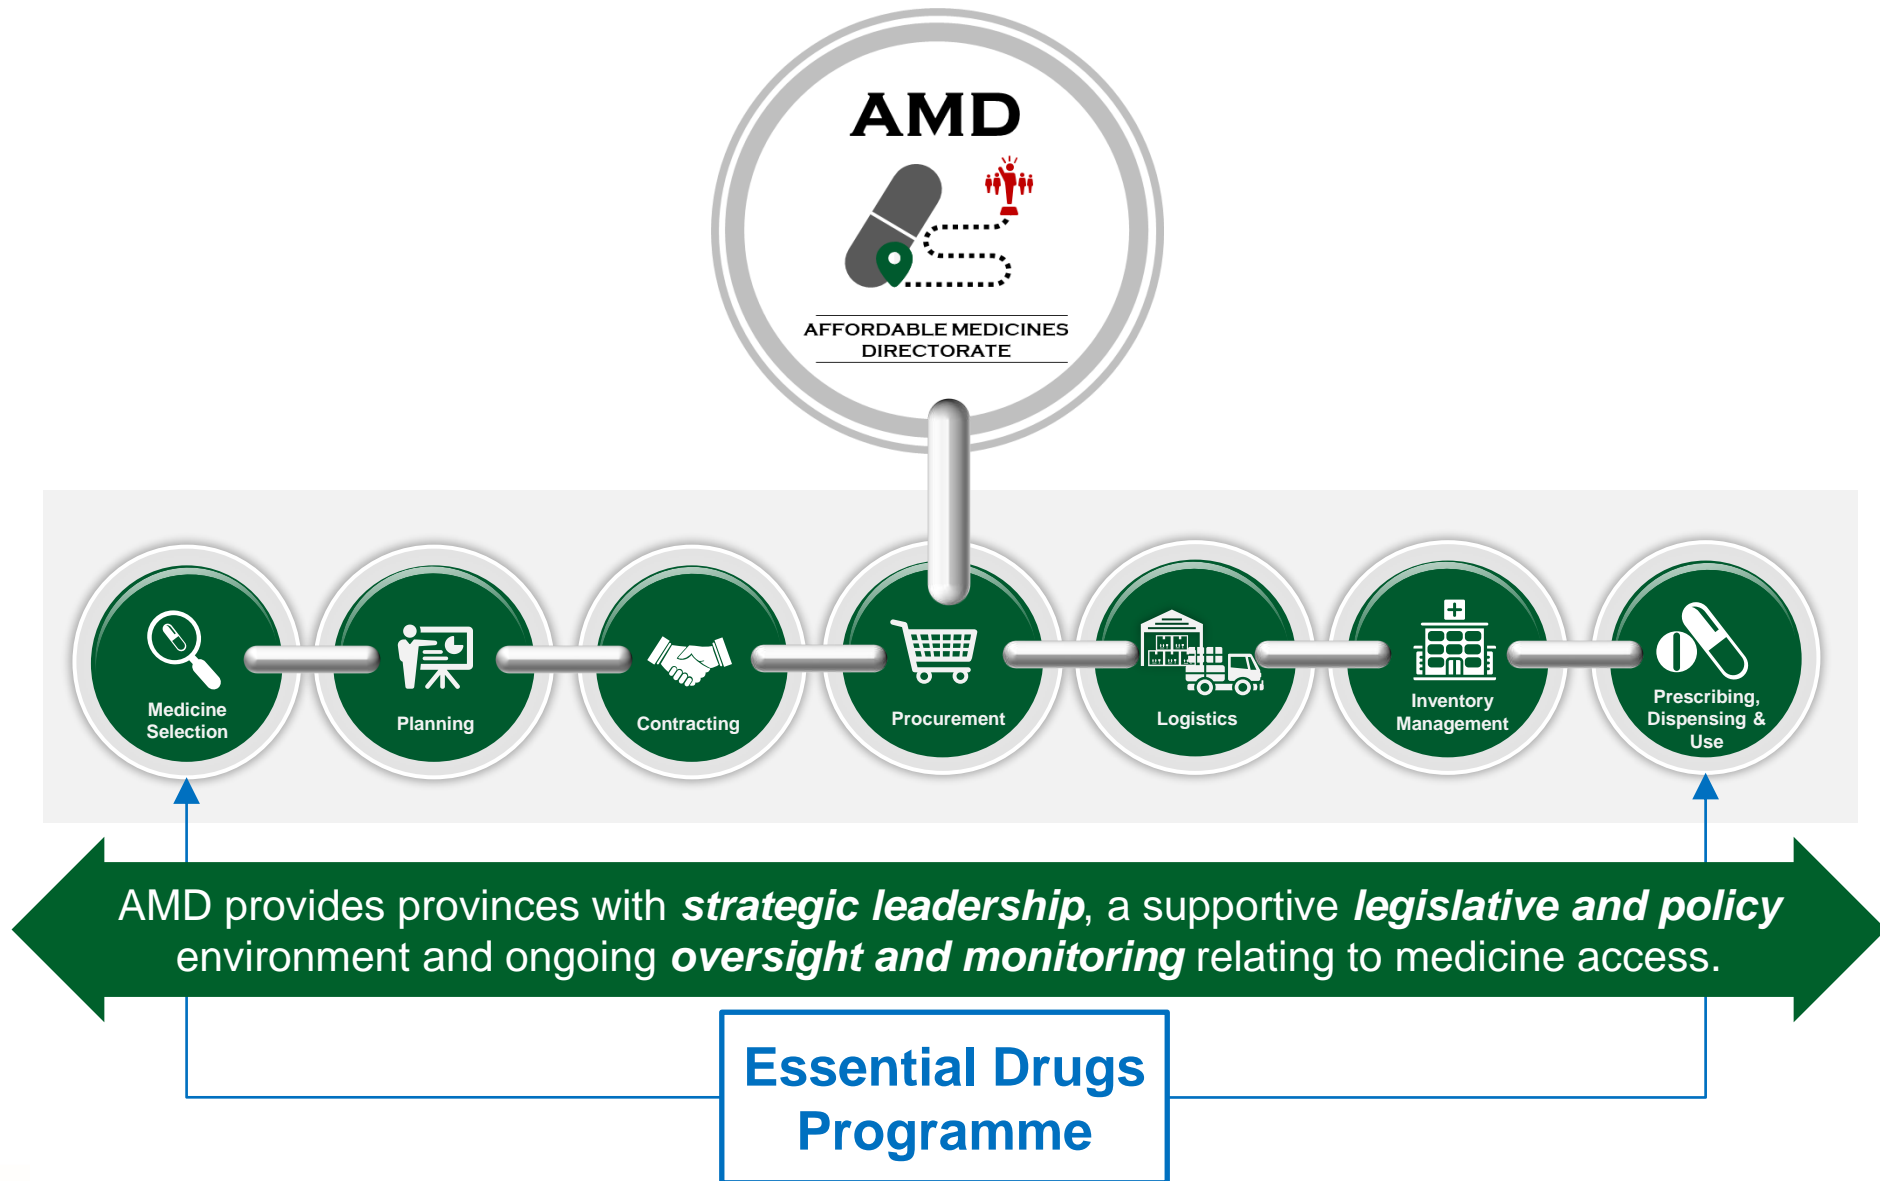 AMD
AFFORDABLE MEDICINES
DIRECTORATE
Medicine
Selection
Planning
Contracting
Procurement
Logistics
Inventory
Management
Prescribing,
Dispensing &
Use
AMD provides provinces with strategic leadership, a supportive legislative and policy
environment and ongoing oversight and monitoring relating to medicine access.
Essential Drugs
Programme